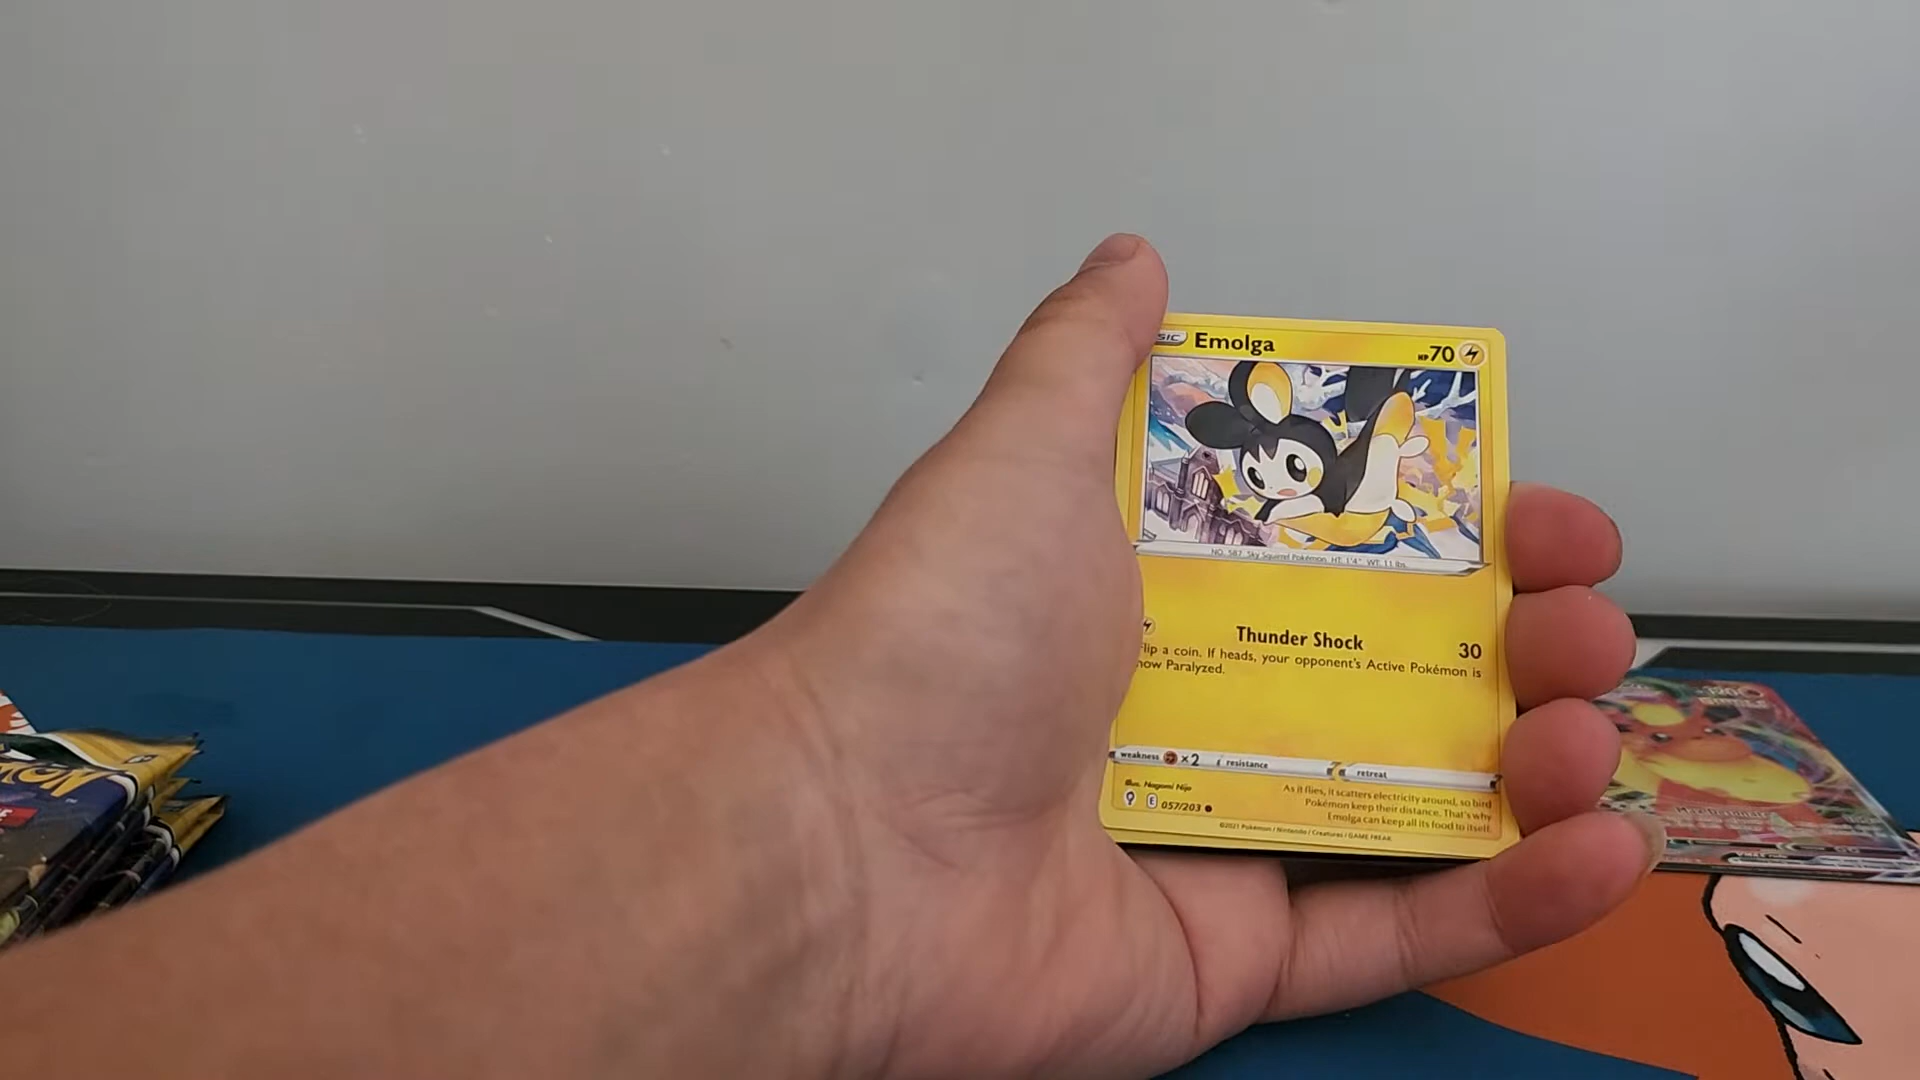 SIC Emolga HP70
NO. 587 Sky Squirrel Pokémon HT: 1'4" WT: 11 lbs.
Thunder Shock 30
Flip a coin. If heads, your opponent's Active Pokémon is
now Paralyzed.
weakness ×2 resistance retreat
Illus. Nagomi Nijo
E 057/203
As it flies, it scatters electricity around, so bird
Pokémon keep their distance. That's why
Emolga can keep all its food to itself.
©2021 Pokémon / Nintendo / Creatures / GAME FREAK
MON